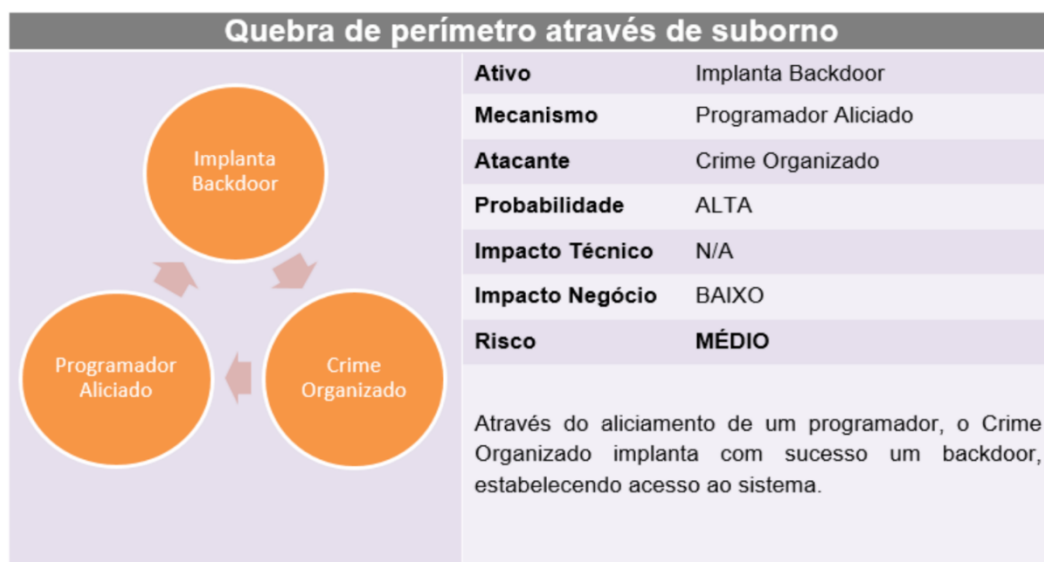 Quebra de perímetro através de suborno
Implanta
Backdoor
Programador
Aliciado
Crime
Organizado
Ativo Implanta Backdoor
Mecanismo Programador Aliciado
Atacante Crime Organizado
Probabilidade ALTA
Impacto Técnico N/A
Impacto Negócio BAIXO
Risco MÉDIO
Através do aliciamento de um programador, o Crime
Organizado implanta com sucesso um backdoor,
estabelecendo acesso ao sistema.